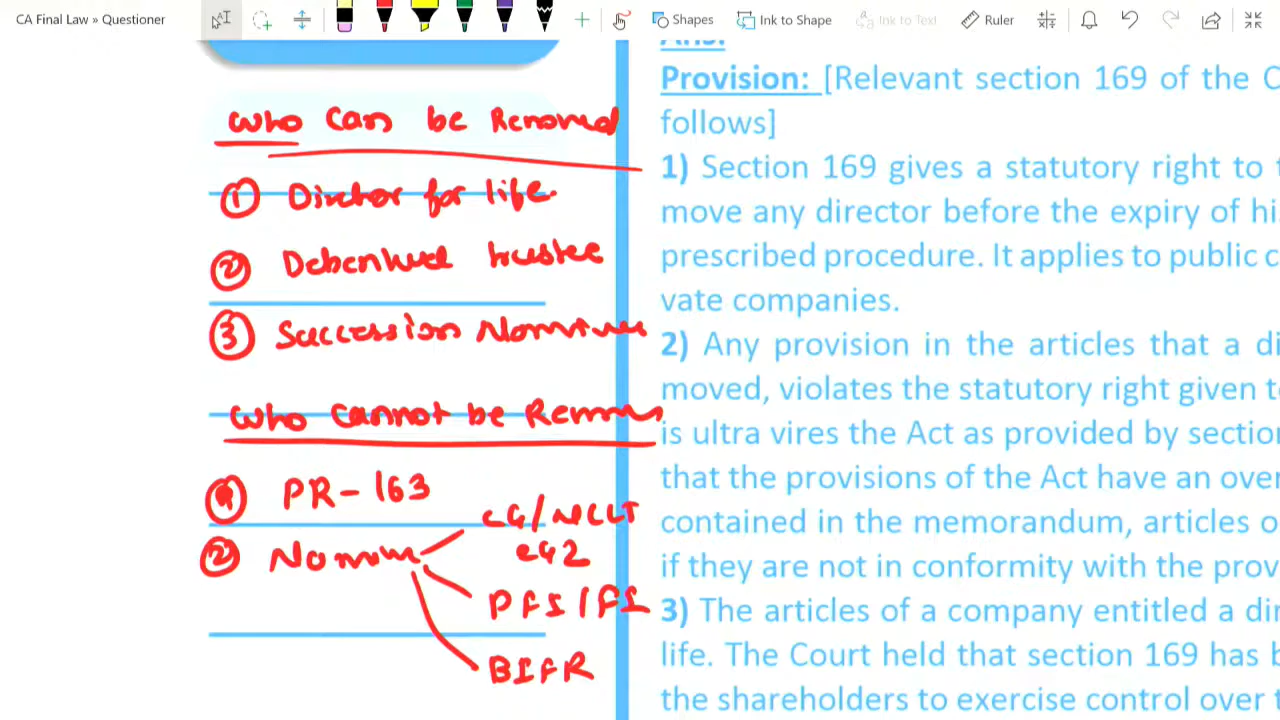 CA Final Law » Questioner
Shapes
Ink to Shape
Ink to Text
Ruler
Ans:
Provision: [Relevant section 169 of the C
follows]
1) Section 169 gives a statutory right to t
move any director before the expiry of hi
prescribed procedure. It applies to public c
vate companies.
2) Any provision in the articles that a di
moved, violates the statutory right given t
is ultra vires the Act as provided by section
that the provisions of the Act have an over
contained in the memorandum, articles o
if they are not in conformity with the prov
3) The articles of a company entitled a di
life. The Court held that section 169 has b
the shareholders to exercise control over t
who can be Removed
① Director for life.
② Debenture trustee
③ Succession Nominee
who cannot be
① PR-163
② CG/NCLT
242
PFI/FI
BIFR